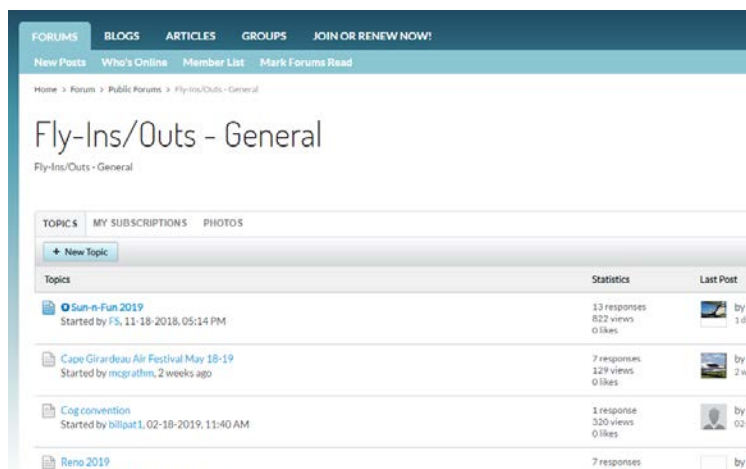 FORUMS BLOGS ARTICLES GROUPS JOIN OR RENEW NOW!
New Posts Who's Online Member List Mark Forums Read
Home > Forum > Public Forums > Fly-Ins/Outs - General
Fly-Ins/Outs - General
Fly-Ins/Outs - General
TOPICS MY SUBSCRIPTIONS PHOTOS
+ New Topic
Topics Statistics Last Post
Sun-n-Fun 2019 13 responses by
Started by FS, 11-18-2018, 05:14 PM 822 views 1 d
0 likes
Cape Girardeau Air Festival May 18-19 7 responses by
Started by mcgrathm, 2 weeks ago 129 views 2 w
0 likes
Cog convention 1 response by
Started by billpat1, 02-18-2019, 11:40 AM 320 views 02-
0 likes
Reno 2019 7 responses by